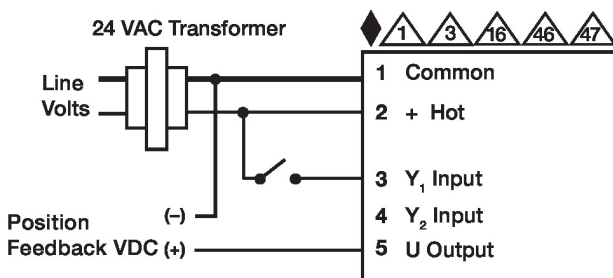 24 VAC Transformer
1 3 16 46 47
Line
Volts
1 Common
2 + Hot
3 Y₁ Input
4 Y₂ Input
5 U Output
Position (–)
Feedback VDC (+)